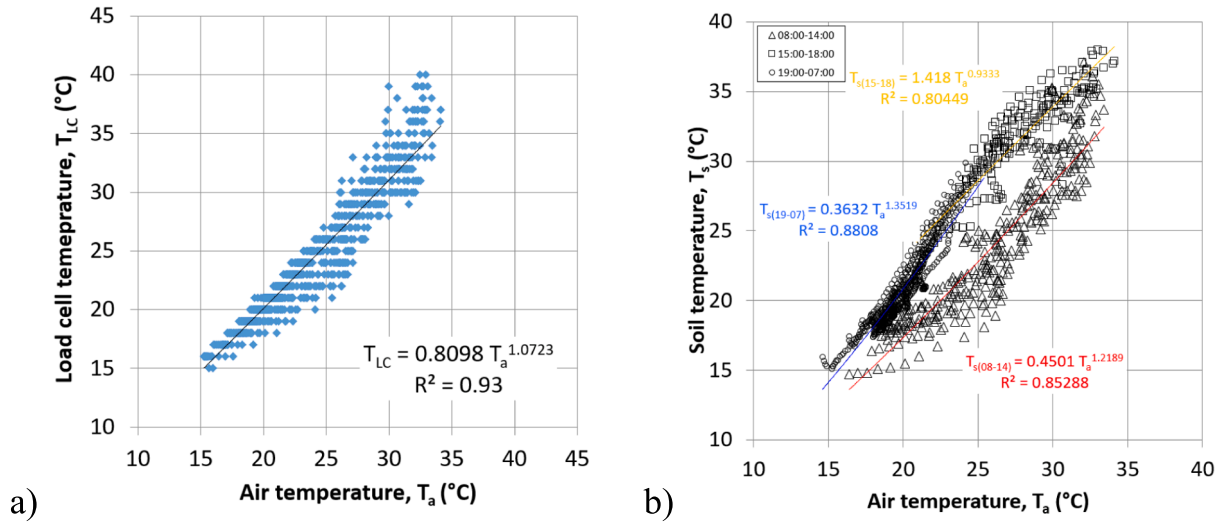 45
40
35
30
25
20
15
10
Load cell temeprature, T_LC (°C)
T_LC = 0.8098 T_a^1.0723
R² = 0.93
10 15 20 25 30 35 40 45
Air temperature, T_a (°C)
a)
40
35
30
25
20
15
10
Soil temperature, T_s (°C)
△ 08:00-14:00
□ 15:00-18:00
○ 19:00-07:00
T_s(15-18) = 1.418 T_a^0.9333
R² = 0.80449
T_s(19-07) = 0.3632 T_a^1.3519
R² = 0.8808
T_s(08-14) = 0.4501 T_a^1.2189
R² = 0.85288
10 15 20 25 30 35 40
Air temperature, T_a (°C)
b)